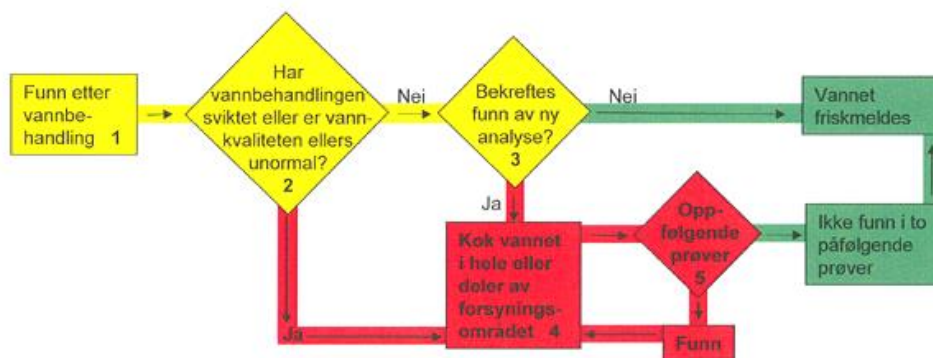 Funn etter
vannbe-
handling 1
Har
vannbehandlingen
sviktet eller er vann-
kvaliteten ellers
unormal?
2
Nei
Bekreftes
funn av ny
analyse?
3
Nei
Vannet
friskmeldes
Ja
Kok vannet
i hele eller
deler av
forsynings-
området 4
Opp-
følgende
prøver
5
Ikke funn i to
påfølgende
prøver
Ja
Funn